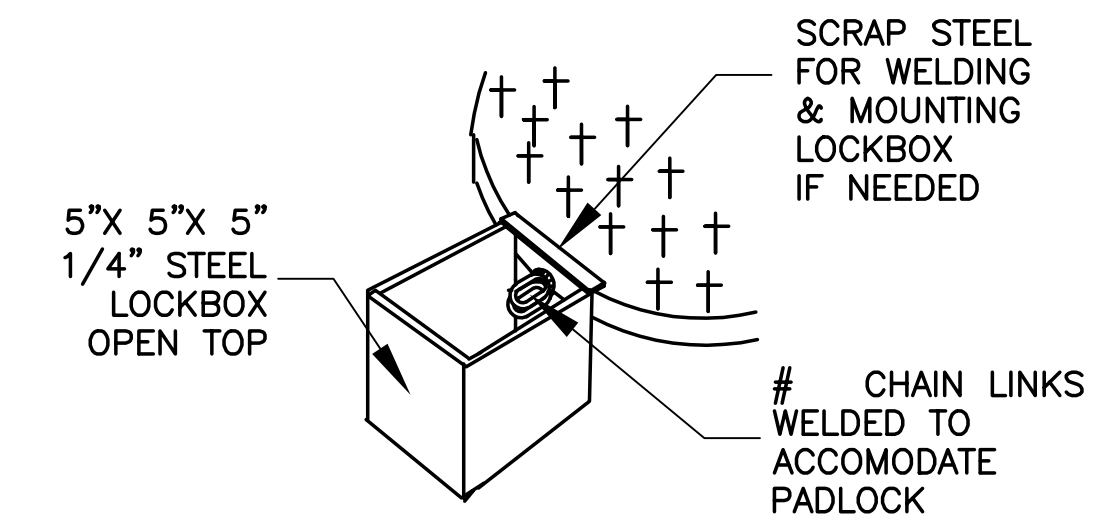 SCRAP STEEL
FOR WELDING
& MOUNTING
LOCKBOX
IF NEEDED
5”X 5”X 5”
1/4” STEEL
LOCKBOX
OPEN TOP
# CHAIN LINKS
WELDED TO
ACCOMODATE
PADLOCK